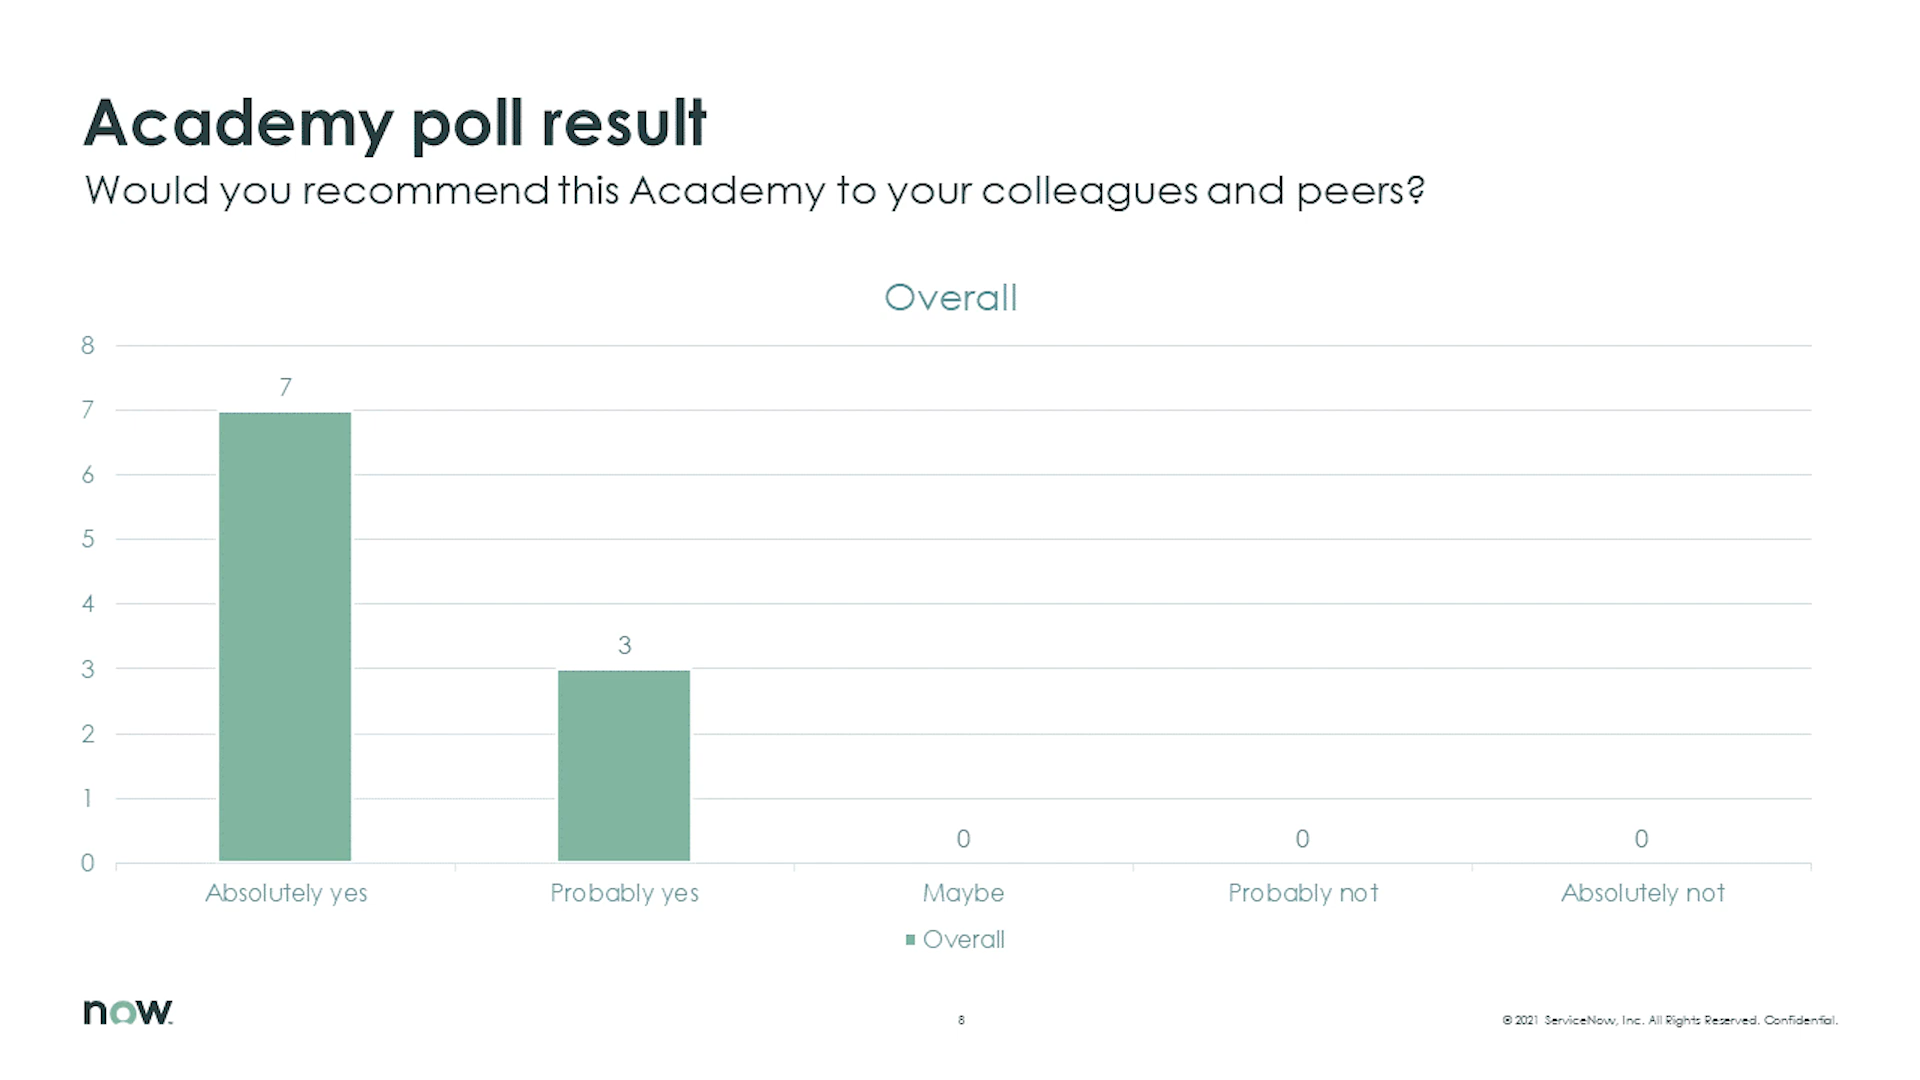 Academy poll result
Would you recommend this Academy to your colleagues and peers?
Overall
8
7
7
6
5
4
3
3
2
1
0
0
0
0
Absolutely yes
Probably yes
Maybe
Probably not
Absolutely not
Overall
now
8
© 2021 ServiceNow, Inc. All Rights Reserved. Confidential.